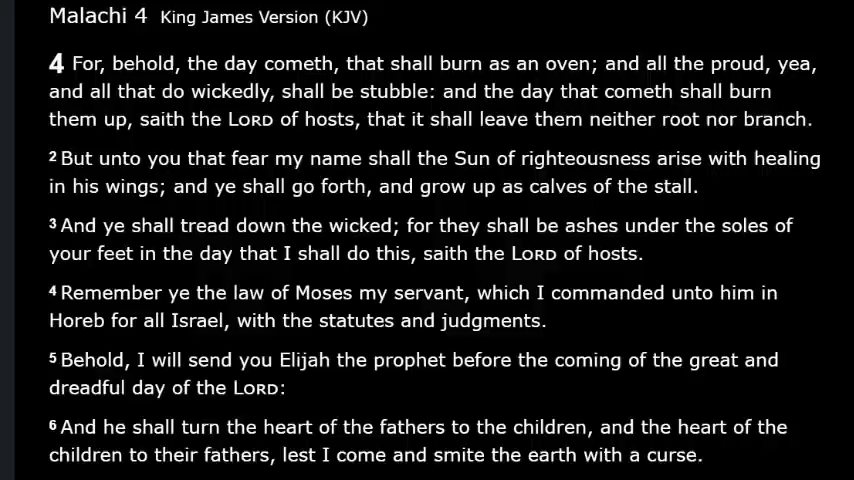 Malachi 4 King James Version (KJV)
4 For, behold, the day cometh, that shall burn as an oven; and all the proud, yea,
and all that do wickedly, shall be stubble: and the day that cometh shall burn
them up, saith the LORD of hosts, that it shall leave them neither root nor branch.
2 But unto you that fear my name shall the Sun of righteousness arise with healing
in his wings; and ye shall go forth, and grow up as calves of the stall.
3 And ye shall tread down the wicked; for they shall be ashes under the soles of
your feet in the day that I shall do this, saith the LORD of hosts.
4 Remember ye the law of Moses my servant, which I commanded unto him in
Horeb for all Israel, with the statutes and judgments.
5 Behold, I will send you Elijah the prophet before the coming of the great and
dreadful day of the LORD:
6 And he shall turn the heart of the fathers to the children, and the heart of the
children to their fathers, lest I come and smite the earth with a curse.